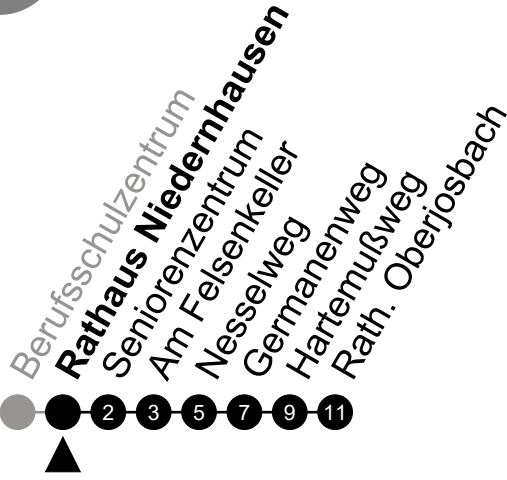 Berufsschulzentrum
Rathaus Niedernhausen
Seniorenzentrum
Am Felsenkeller
Nesselweg
Germanenweg
Hartemußweg
Rath. Oberjosbach
2 3 5 7 9 11